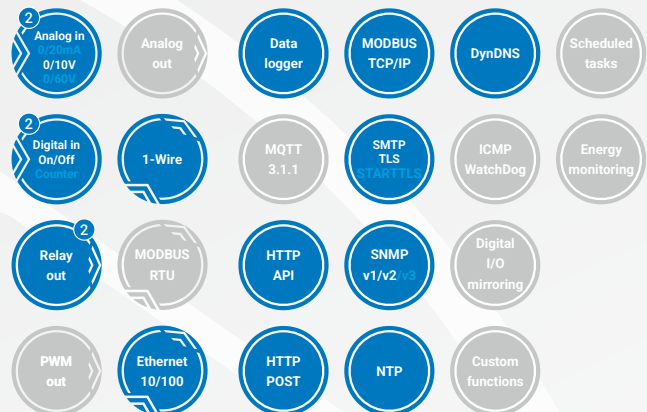 2
Analog in
0/20mA
0/10V
0/60V
Analog
out
Data
logger
MODBUS
TCP/IP
DynDNS
Scheduled
tasks
2
Digital in
On/Off
Counter
1-Wire
MQTT
3.1.1
SMTP
TLS
STARTTLS
ICMP
WatchDog
Energy
monitoring
2
Relay
out
MODBUS
RTU
HTTP
API
SNMP
v1/v2/v3
Digital
I/O
mirroring
PWM
out
Ethernet
10/100
HTTP
POST
NTP
Custom
functions